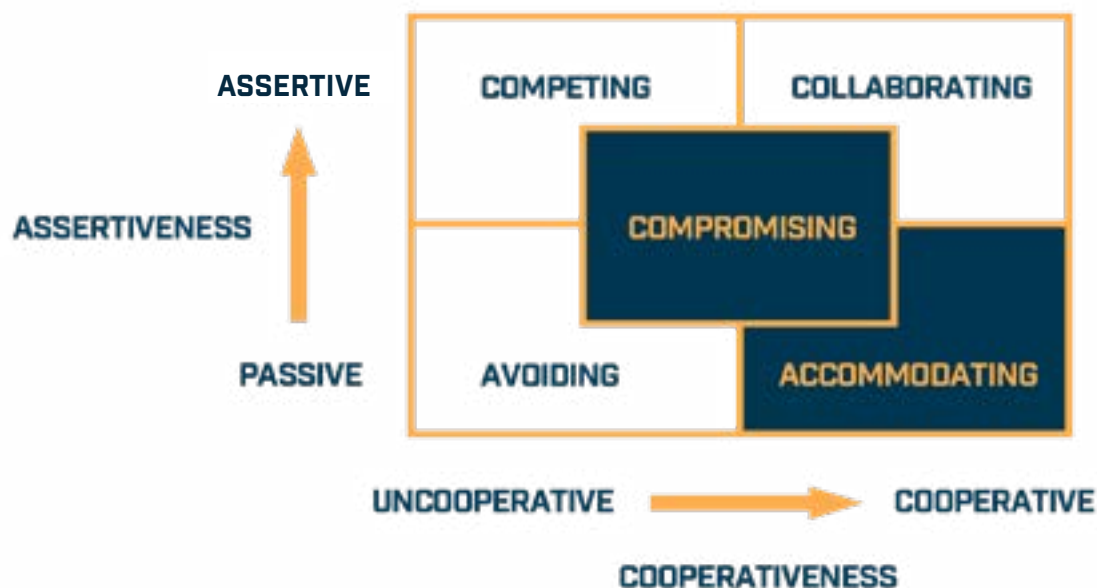 ASSERTIVE
COMPETING
COLLABORATING
ASSERTIVENESS
COMPROMISING
PASSIVE
AVOIDING
ACCOMMODATING
UNCOOPERATIVE
COOPERATIVE
COOPERATIVENESS